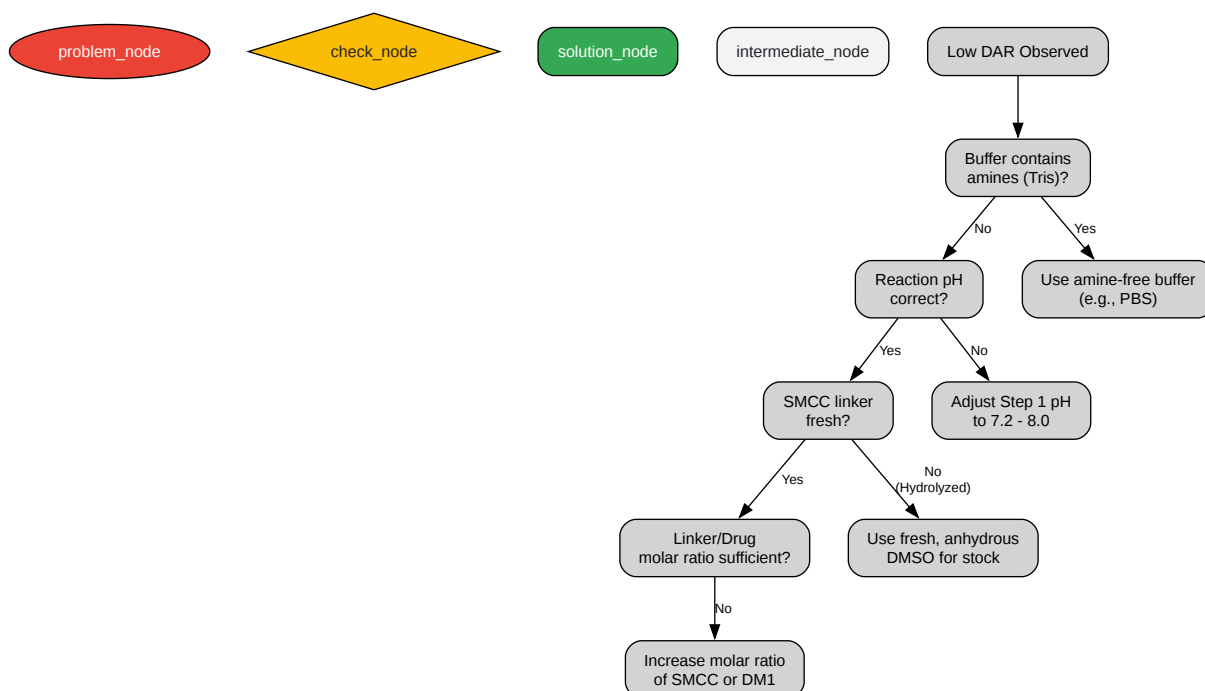 problem_node
check_node
solution_node
intermediate_node
Low DAR Observed
Buffer contains
amines (Tris)?
No
Yes
Reaction pH
correct?
Use amine-free buffer
(e.g., PBS)
Yes
No
SMCC linker
fresh?
Adjust Step 1 pH
to 7.2 - 8.0
Yes
No
(Hydrolyzed)
Linker/Drug
molar ratio sufficient?
Use fresh, anhydrous
DMSO for stock
No
Increase molar ratio
of SMCC or DM1